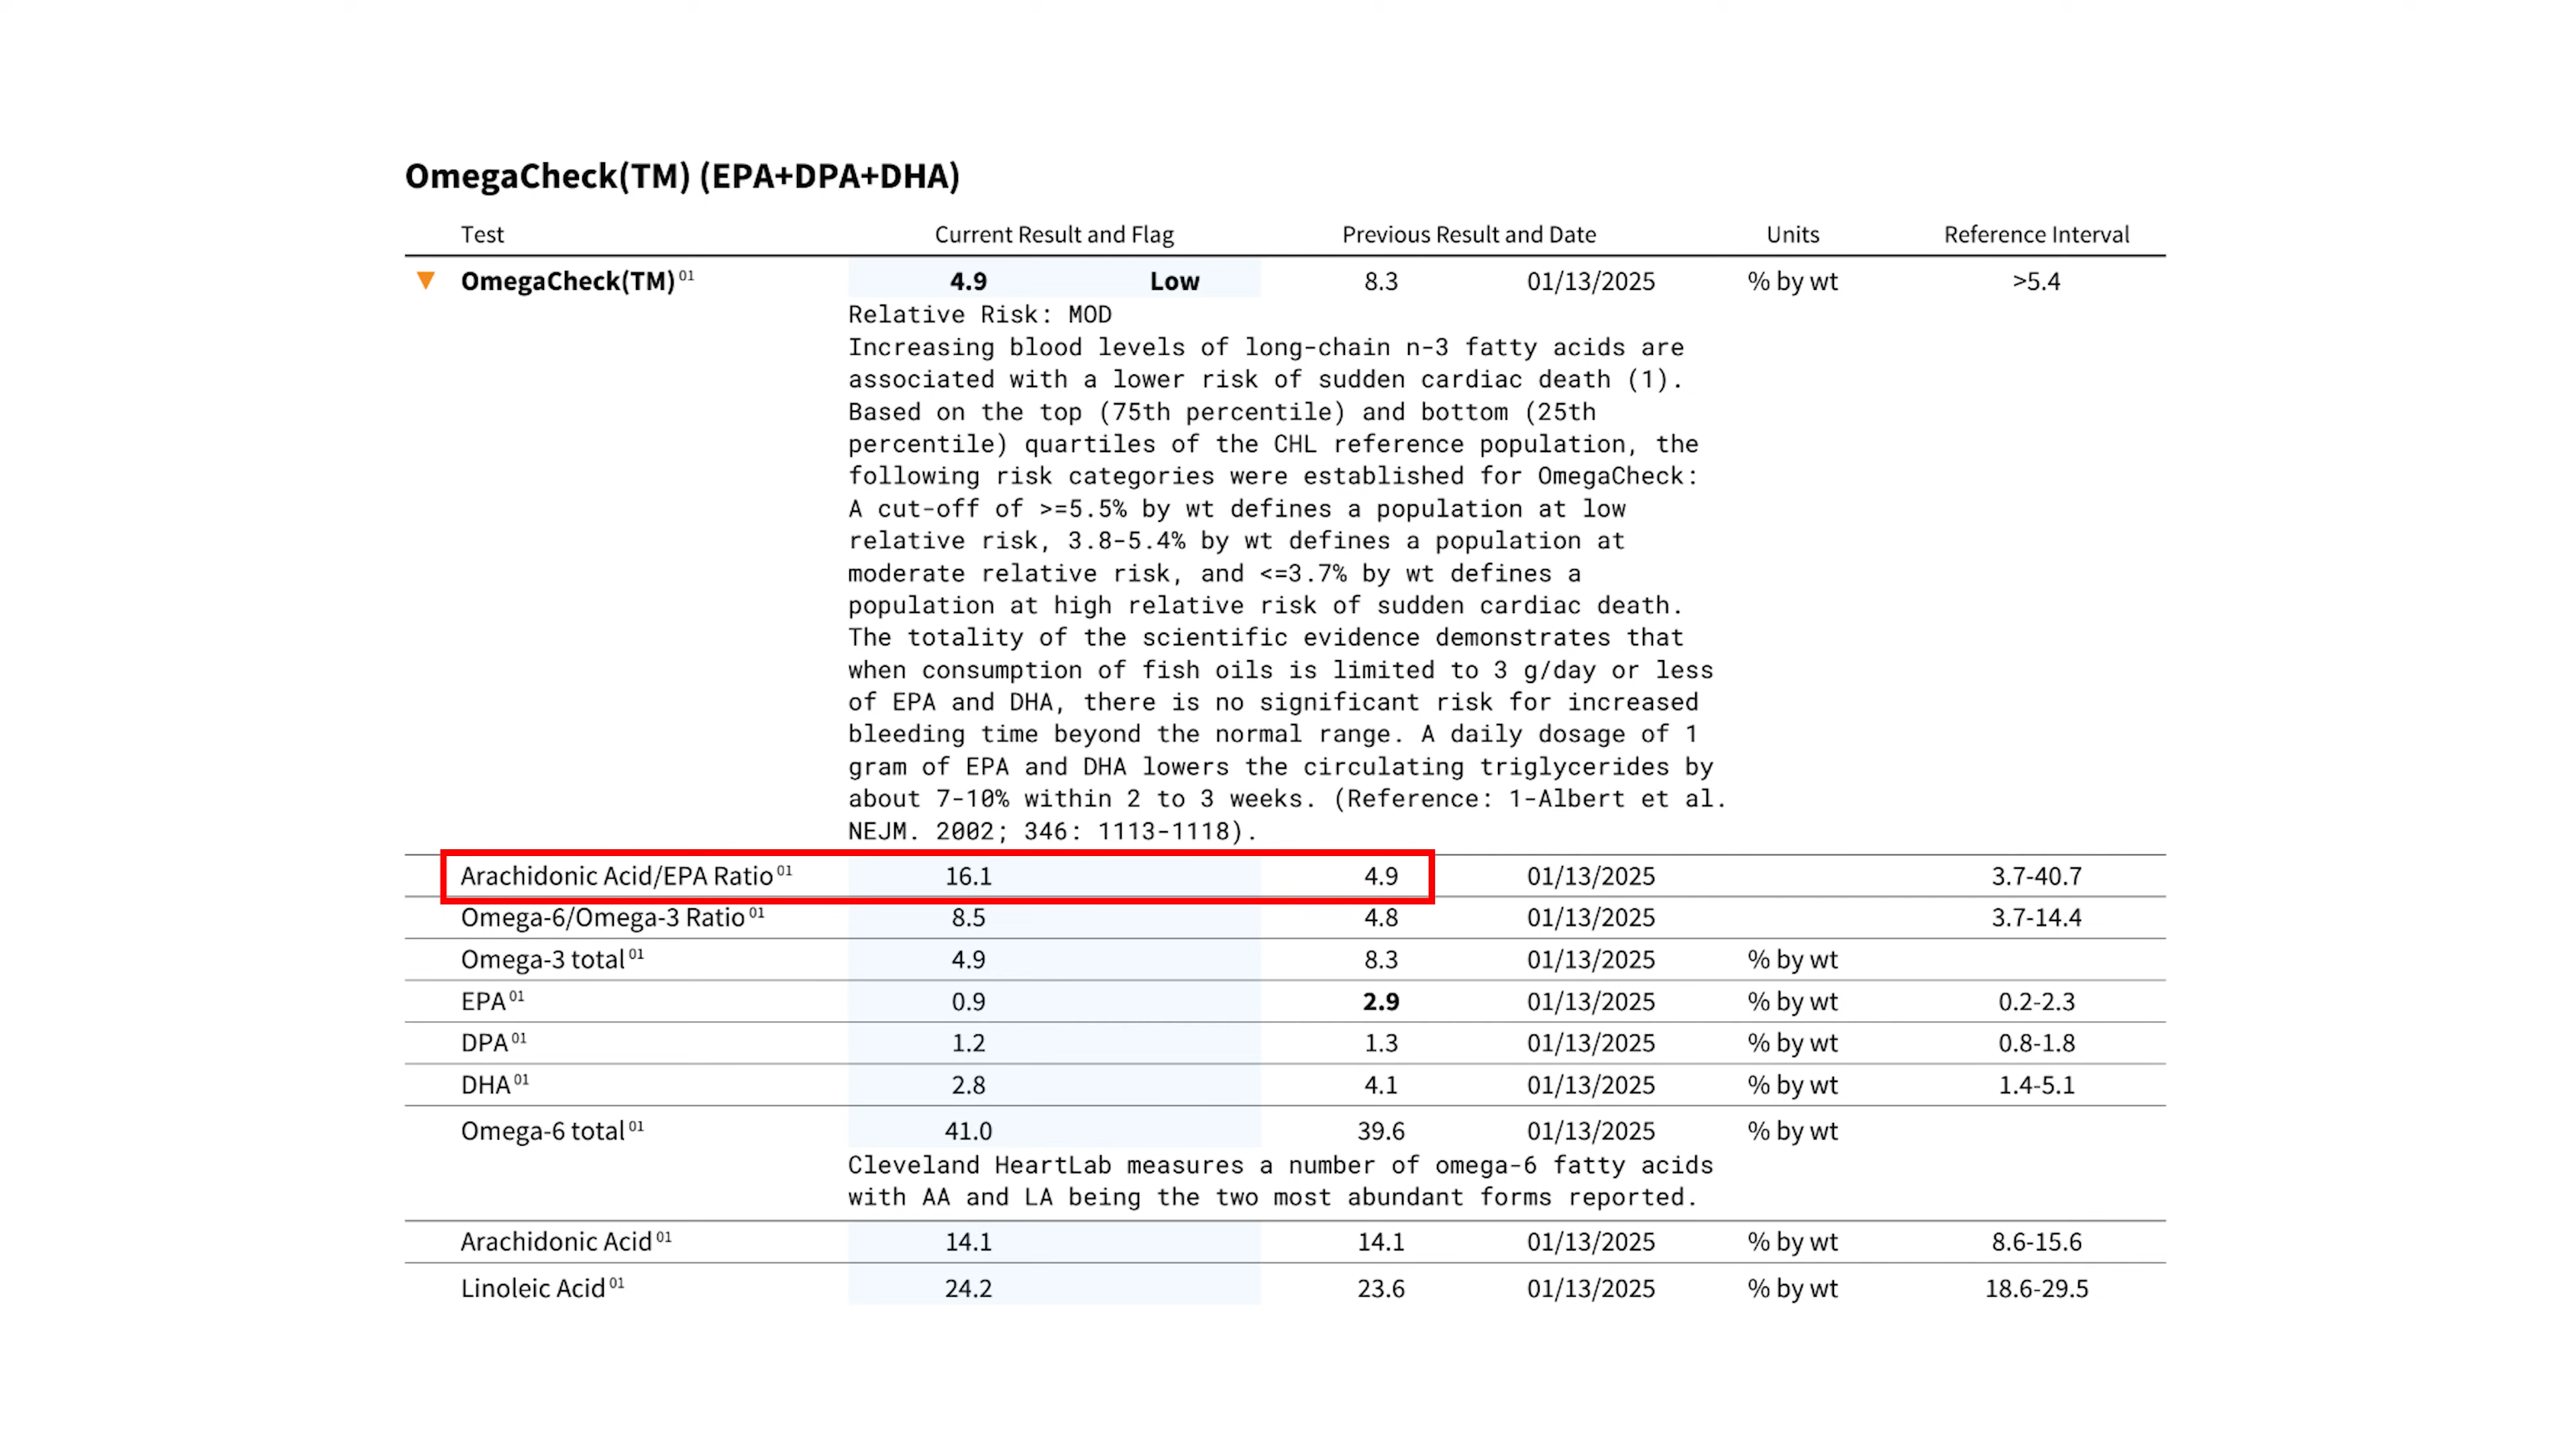 OmegaCheck(TM) (EPA+DPA+DHA)
Test Current Result and Flag Previous Result and Date Units Reference Interval
▼ OmegaCheck(TM) 01 4.9 Low 8.3 01/13/2025 % by wt >5.4
Relative Risk: MOD
Increasing blood levels of long-chain n-3 fatty acids are
associated with a lower risk of sudden cardiac death (1).
Based on the top (75th percentile) and bottom (25th
percentile) quartiles of the CHL reference population, the
following risk categories were established for OmegaCheck:
A cut-off of >=5.5% by wt defines a population at low
relative risk, 3.8-5.4% by wt defines a population at
moderate relative risk, and <=3.7% by wt defines a
population at high relative risk of sudden cardiac death.
The totality of the scientific evidence demonstrates that
when consumption of fish oils is limited to 3 g/day or less
of EPA and DHA, there is no significant risk for increased
bleeding time beyond the normal range. A daily dosage of 1
gram of EPA and DHA lowers the circulating triglycerides by
about 7-10% within 2 to 3 weeks. (Reference: 1-Albert et al.
NEJM. 2002; 346: 1113-1118).
Arachidonic Acid/EPA Ratio 01 16.1 4.9 01/13/2025 3.7-40.7
Omega-6/Omega-3 Ratio 01 8.5 4.8 01/13/2025 3.7-14.4
Omega-3 total 01 4.9 8.3 01/13/2025 % by wt
EPA 01 0.9 2.9 01/13/2025 % by wt 0.2-2.3
DPA 01 1.2 1.3 01/13/2025 % by wt 0.8-1.8
DHA 01 2.8 4.1 01/13/2025 % by wt 1.4-5.1
Omega-6 total 01 41.0 39.6 01/13/2025 % by wt
Cleveland HeartLab measures a number of omega-6 fatty acids
with AA and LA being the two most abundant forms reported.
Arachidonic Acid 01 14.1 14.1 01/13/2025 % by wt 8.6-15.6
Linoleic Acid 01 24.2 23.6 01/13/2025 % by wt 18.6-29.5